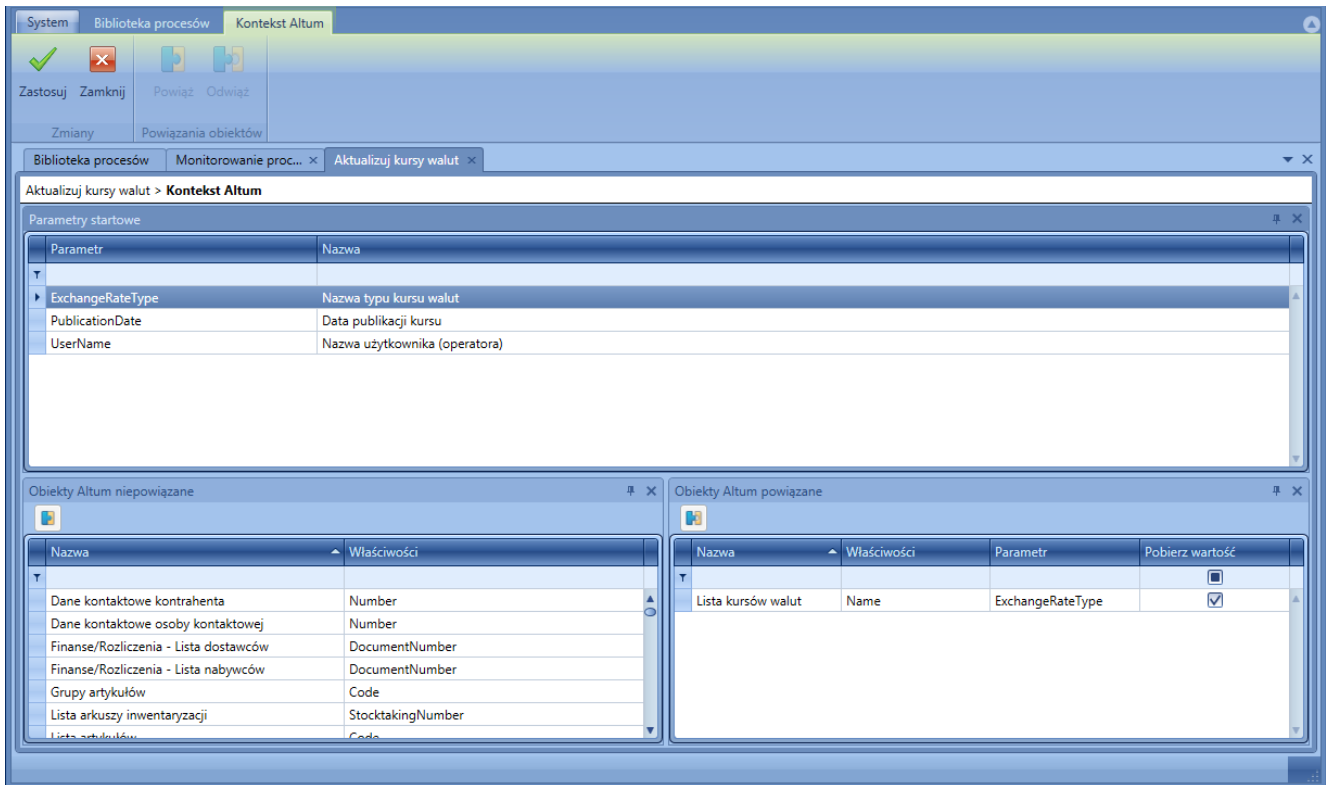 System Biblioteka procesów Kontekst Altum
Zastosuj Zamknij Powiąż Odwiąż
Zmiany Powiązania obiektów
Biblioteka procesów Monitorowanie proc... Aktualizuj kursy walut
Aktualizuj kursy walut > Kontekst Altum
Parametry startowe
Parametr Nazwa
ExchangeRateType Nazwa typu kursu walut
PublicationDate Data publikacji kursu
UserName Nazwa użytkownika (operatora)
Obiekty Altum niepowiązane
Nazwa Właściwości
Dane kontaktowe kontrahenta Number
Dane kontaktowe osoby kontaktowej Number
Finanse/Rozliczenia - Lista dostawców DocumentNumber
Finanse/Rozliczenia - Lista nabywców DocumentNumber
Grupy artykułów Code
Lista arkuszy inwentaryzacji StocktakingNumber
Lista artykułów Code
Obiekty Altum powiązane
Nazwa Właściwości Parametr Pobierz wartość
Lista kursów walut Name ExchangeRateType